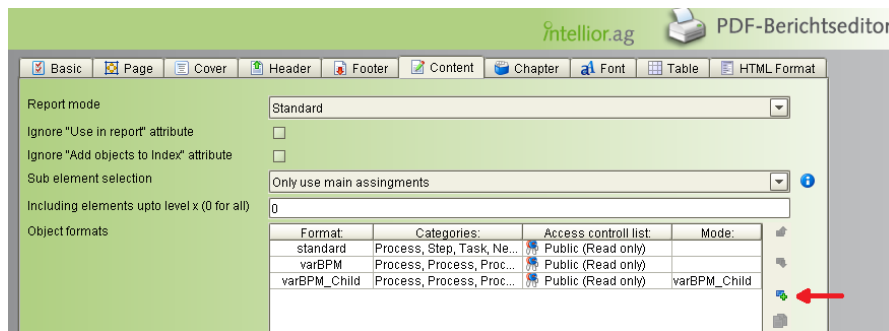 intellior.ag PDF-Berichtseditor
Basic Page Cover Header Footer Content Chapter Font Table HTML Format
Report mode Standard
Ignore "Use in report" attribute
Ignore "Add objects to Index" attribute
Sub element selection Only use main assingments
Including elements upto level x (0 for all) 0
Object formats Format: Categories: Access controll list: Mode:
standard Process, Step, Task, Ne... Public (Read only)
varBPM Process, Process, Proc... Public (Read only)
varBPM_Child Process, Process, Proc... Public (Read only) varBPM_Child